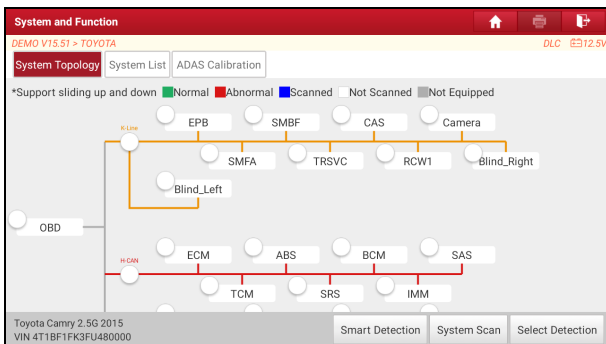 System and Function
DEMO V15.51 > TOYOTA
DLC 12.5V
System Topology System List ADAS Calibration
*Support sliding up and down Normal Abnormal Scanned Not Scanned Not Equipped
K-Line
EPB SMBF CAS Camera
SMFA TRSVC RCW1 Blind_Right
Blind_Left
OBD
H-CAN
ECM ABS BCM SAS
TCM SRS IMM
Toyota Camry 2.5G 2015
VIN 4T1BF1FK3FU480000
Smart Detection System Scan Select Detection